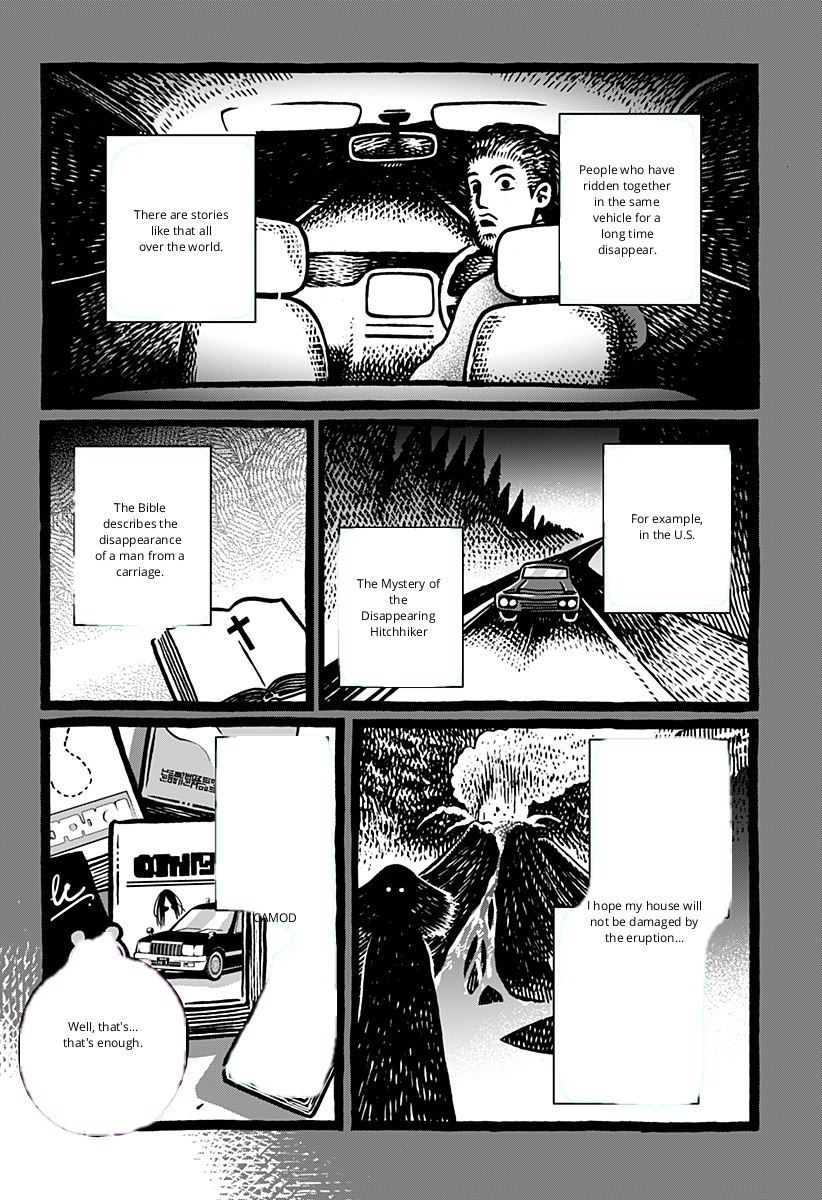 People who have
ridden together
in the same
vehicle for a
long time
disappear.
There are stories
like that all
over the world.
For example,
in the U.S.
The Mystery of
the
Disappearing
Hitchhiker
The Bible
describes the
disappearance
of a man from a
carriage.
I hope my house will
not be damaged by
the eruption...
GAMOD
Well, that's...
that's enough.